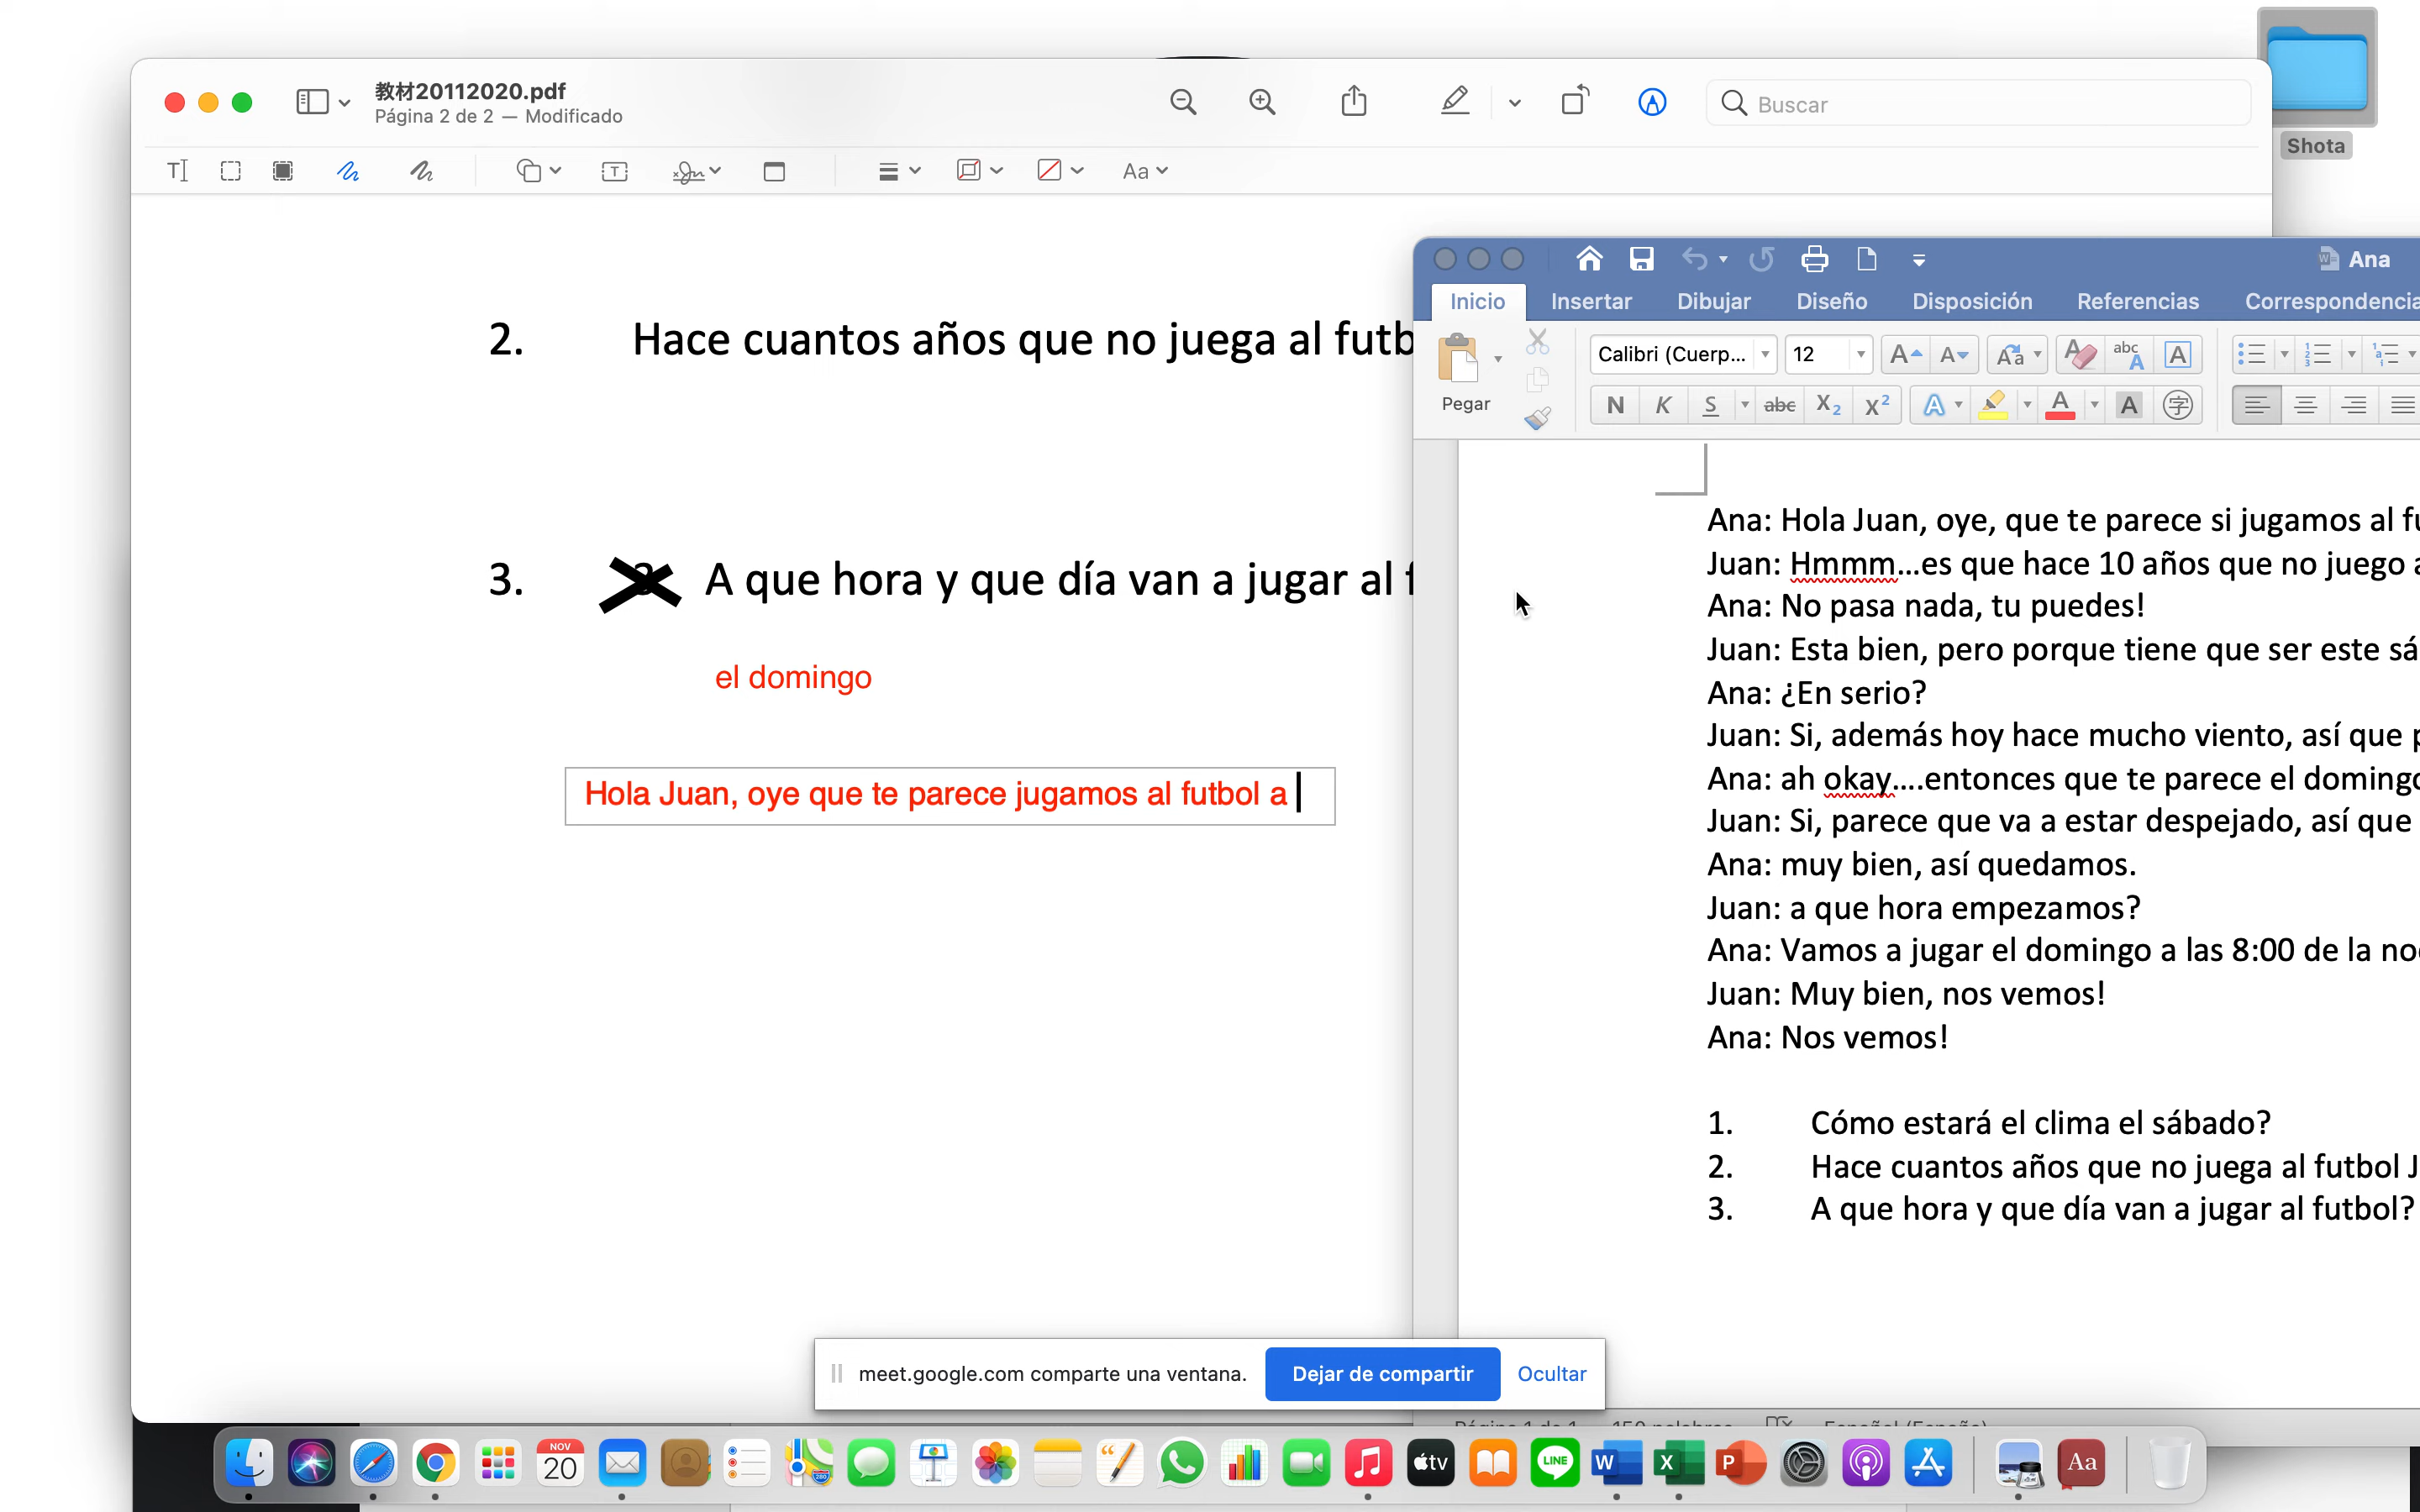 教材20112020.pdf
Página 2 de 2 — Modificado
Buscar
Shota
Aa
2. Hace cuantos años que no juega al futb
3. A que hora y que día van a jugar al f
el domingo
Hola Juan, oye que te parece jugamos al futbol a
Ana
Inicio Insertar Dibujar Diseño Disposición Referencias Correspondencia
Pegar
Calibri (Cuerp... 12
N K S abc X₂ X²
Ana: Hola Juan, oye, que te parece si jugamos al fu
Juan: Hmmm...es que hace 10 años que no juego a
Ana: No pasa nada, tu puedes!
Juan: Esta bien, pero porque tiene que ser este sá
Ana: ¿En serio?
Juan: Si, además hoy hace mucho viento, así que p
Ana: ah okay....entonces que te parece el domingo
Juan: Si, parece que va a estar despejado, así que
Ana: muy bien, así quedamos.
Juan: a que hora empezamos?
Ana: Vamos a jugar el domingo a las 8:00 de la no
Juan: Muy bien, nos vemos!
Ana: Nos vemos!
1. Cómo estará el clima el sábado?
2. Hace cuantos años que no juega al futbol J
3. A que hora y que día van a jugar al futbol?
meet.google.com comparte una ventana. Dejar de compartir Ocultar
NOV
20
tv
LINE
W
X
P
Aa